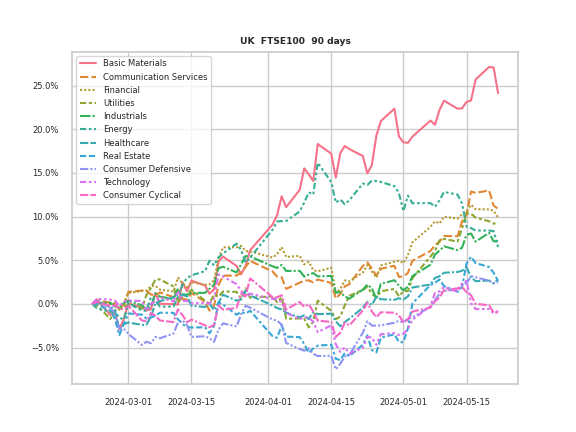 UK FTSE100 90 days
Basic Materials
Communication Services
Financial
Utilities
Industrials
Energy
Healthcare
Real Estate
Consumer Defensive
Technology
Consumer Cyclical
25.0%
20.0%
15.0%
10.0%
5.0%
0.0%
−5.0%
2024-03-01 2024-03-15 2024-04-01 2024-04-15 2024-05-01 2024-05-15